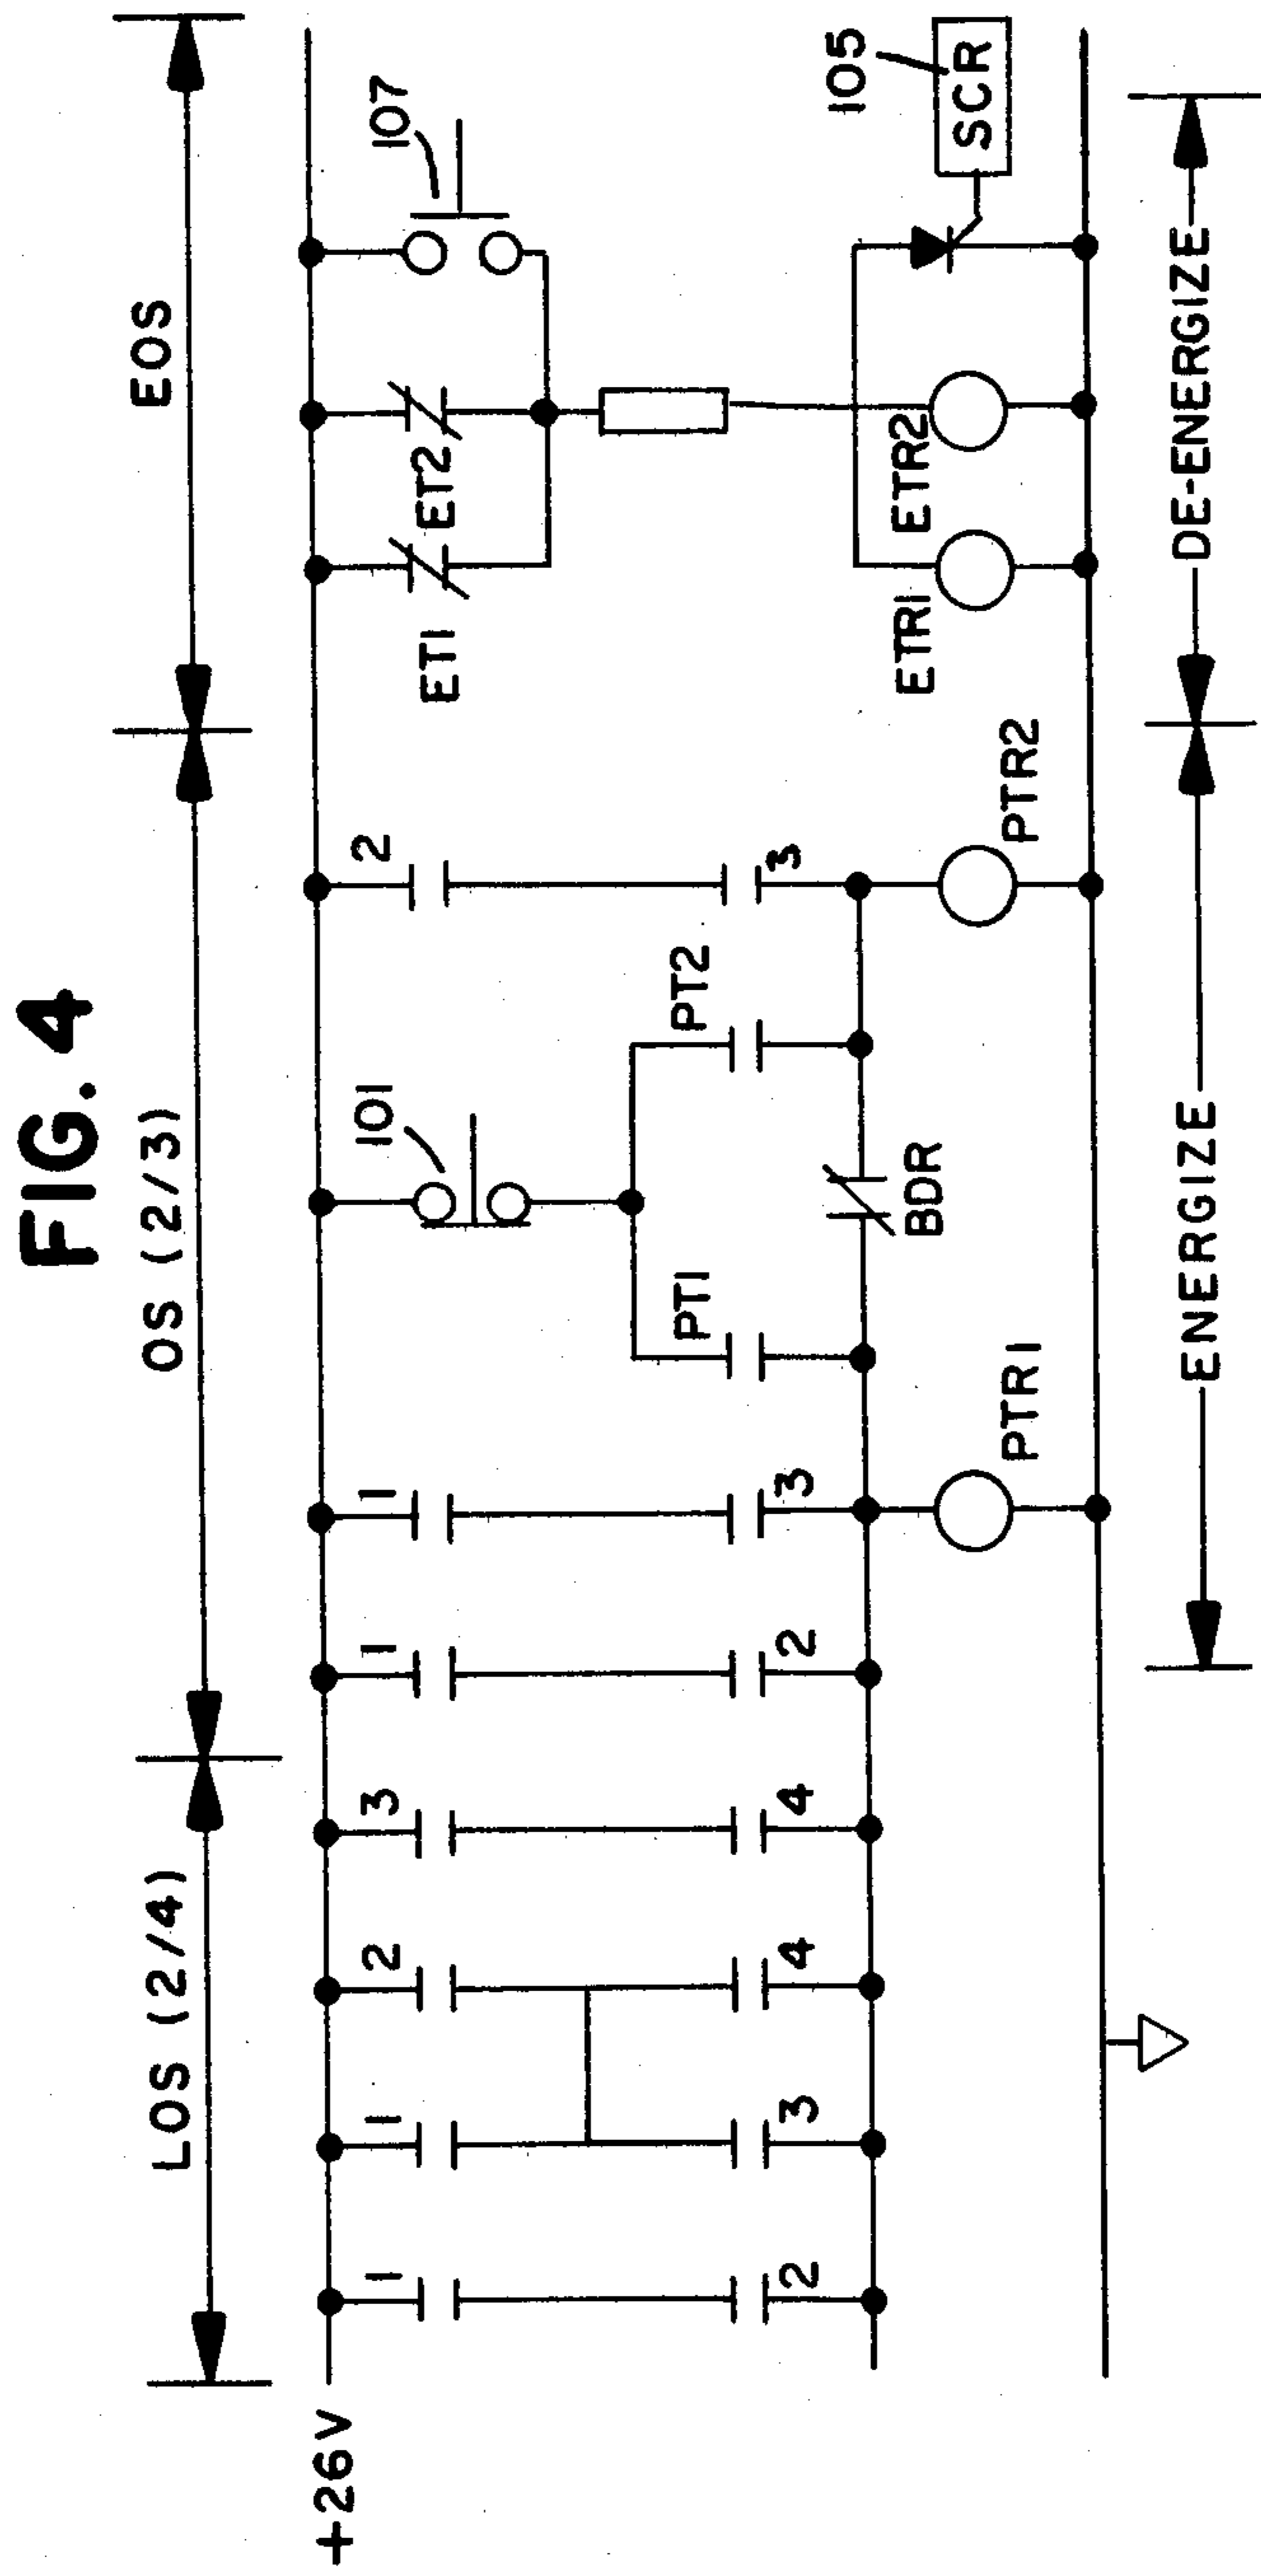 FIG. 4
LOS (2/4)
OS (2/3)
EOS
+26V
1
1
2
3
1
1
101
2
107
ET1
ET2
PT1
PT2
2
3
4
4
2
3
3
BDR
105
SCR
PTR1
PTR2
ETR1
ETR2
ENERGIZE
DE-ENERGIZE